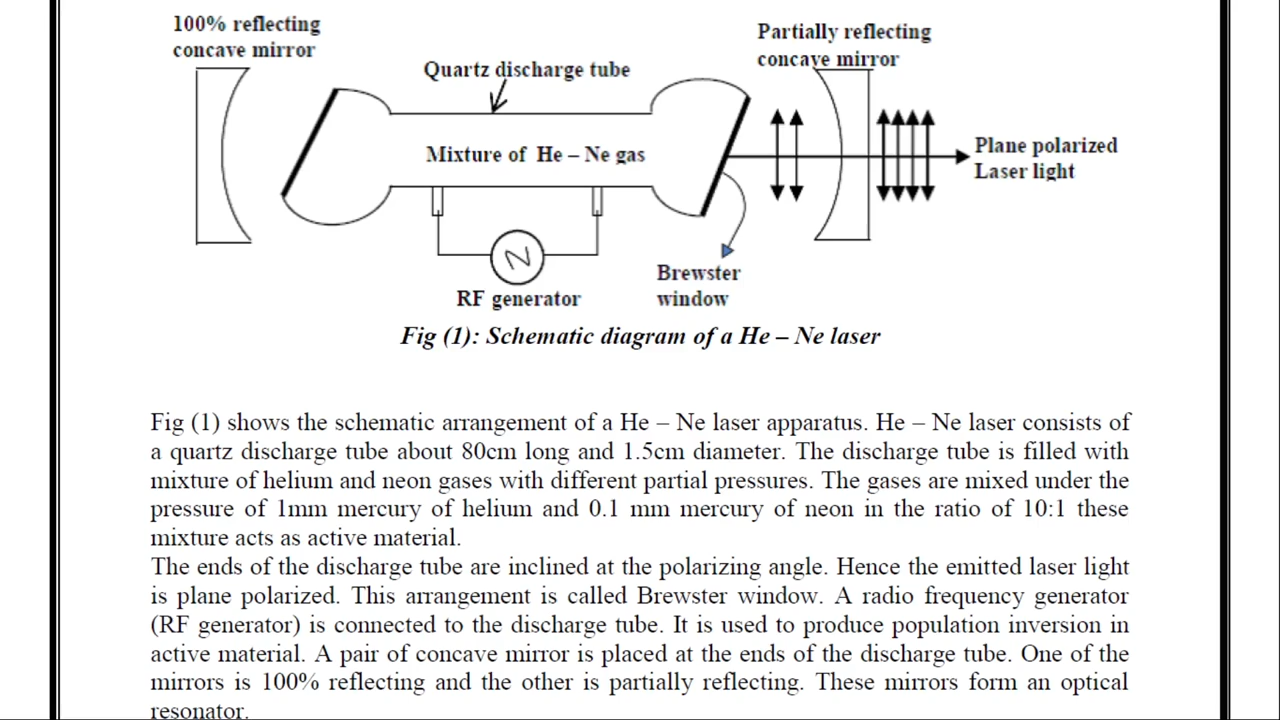 100% reflecting
concave mirror
Partially reflecting
concave mirror
Quartz discharge tube
Mixture of He – Ne gas
Plane polarized
Laser light
Brewster
window
RF generator
Fig (1): Schematic diagram of a He – Ne laser
Fig (1) shows the schematic arrangement of a He – Ne laser apparatus. He – Ne laser consists of
a quartz discharge tube about 80cm long and 1.5cm diameter. The discharge tube is filled with
mixture of helium and neon gases with different partial pressures. The gases are mixed under the
pressure of 1mm mercury of helium and 0.1 mm mercury of neon in the ratio of 10:1 these
mixture acts as active material.
The ends of the discharge tube are inclined at the polarizing angle. Hence the emitted laser light
is plane polarized. This arrangement is called Brewster window. A radio frequency generator
(RF generator) is connected to the discharge tube. It is used to produce population inversion in
active material. A pair of concave mirror is placed at the ends of the discharge tube. One of the
mirrors is 100% reflecting and the other is partially reflecting. These mirrors form an optical
resonator.